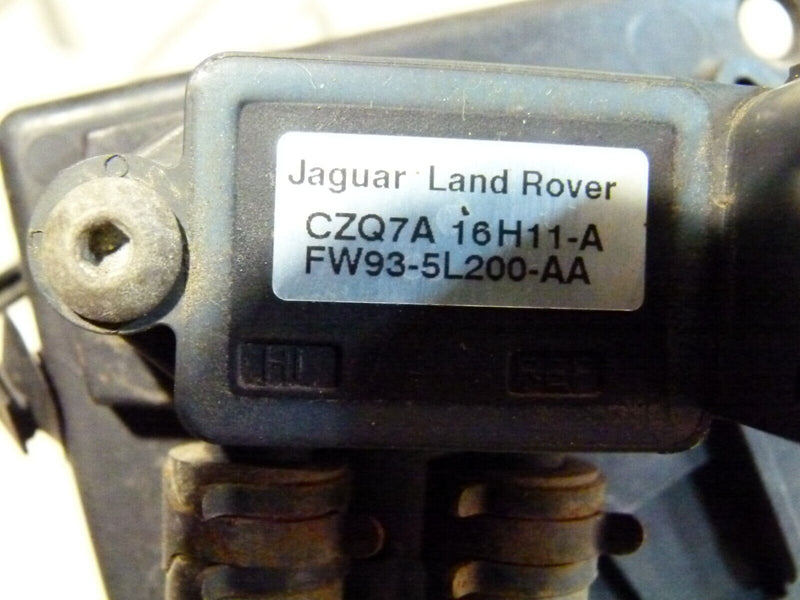 Jaguar Land Rover
CZQ7A 16H11-A
FW93-5L200-AA
HI REF